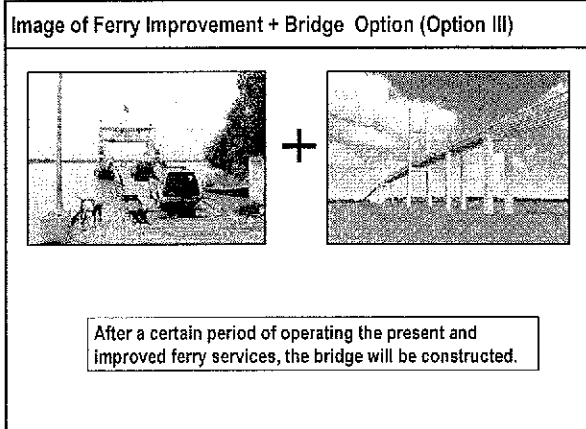 Image of Ferry Improvement + Bridge Option (Option III)
+
After a certain period of operating the present and
improved ferry services, the bridge will be constructed.